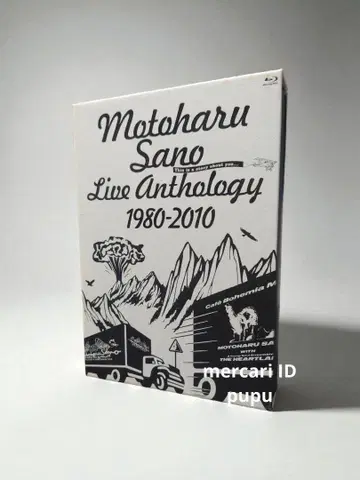 Motoharu
Sano
This is a story about you...
Live Anthology
1980-2010
Café Bohemia M
MOTOHARU SA
WITH
THE HEARTLA
mercari ID
pupu